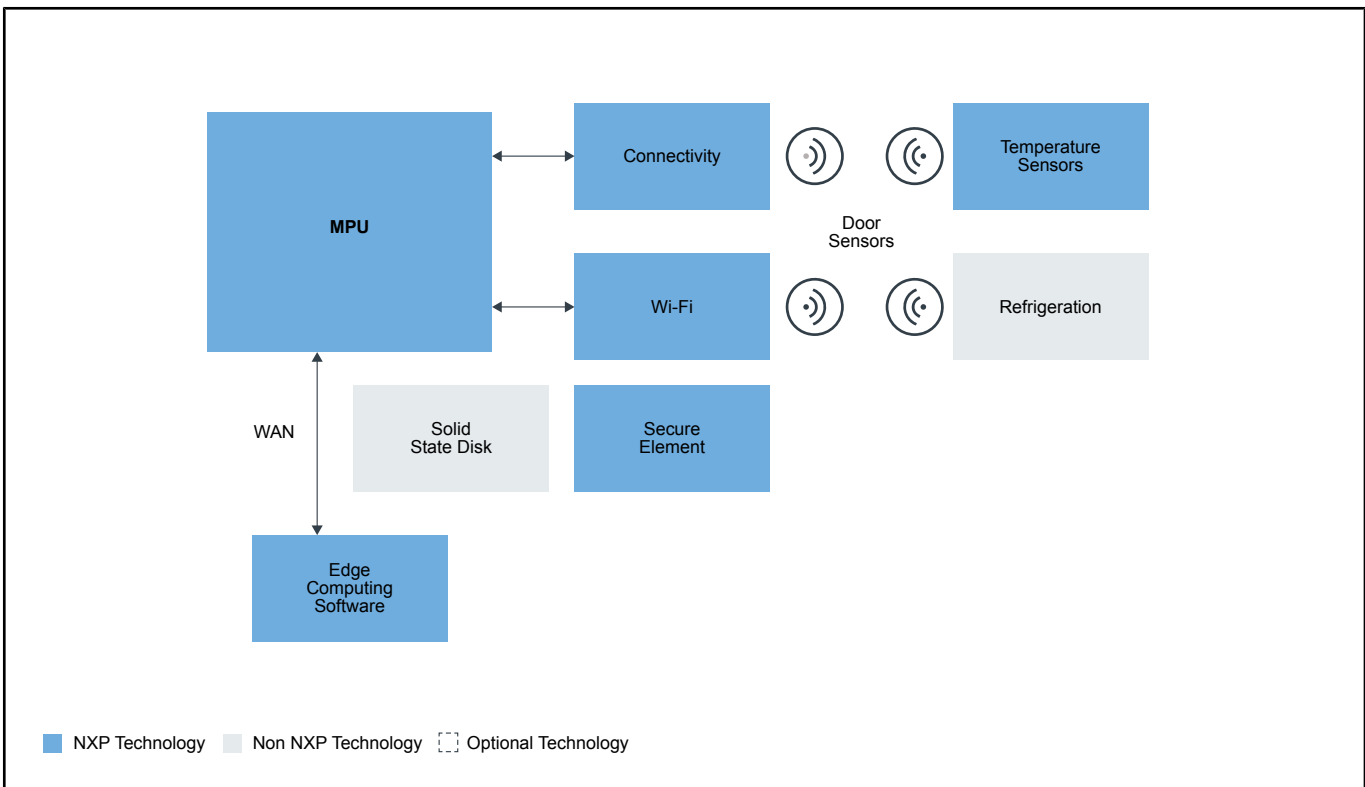 Connectivity
Temperature
Sensors
MPU
Door
Sensors
Wi-Fi
Refrigeration
WAN
Solid
State Disk
Secure
Element
Edge
Computing
Software
NXP Technology
Non NXP Technology
Optional Technology